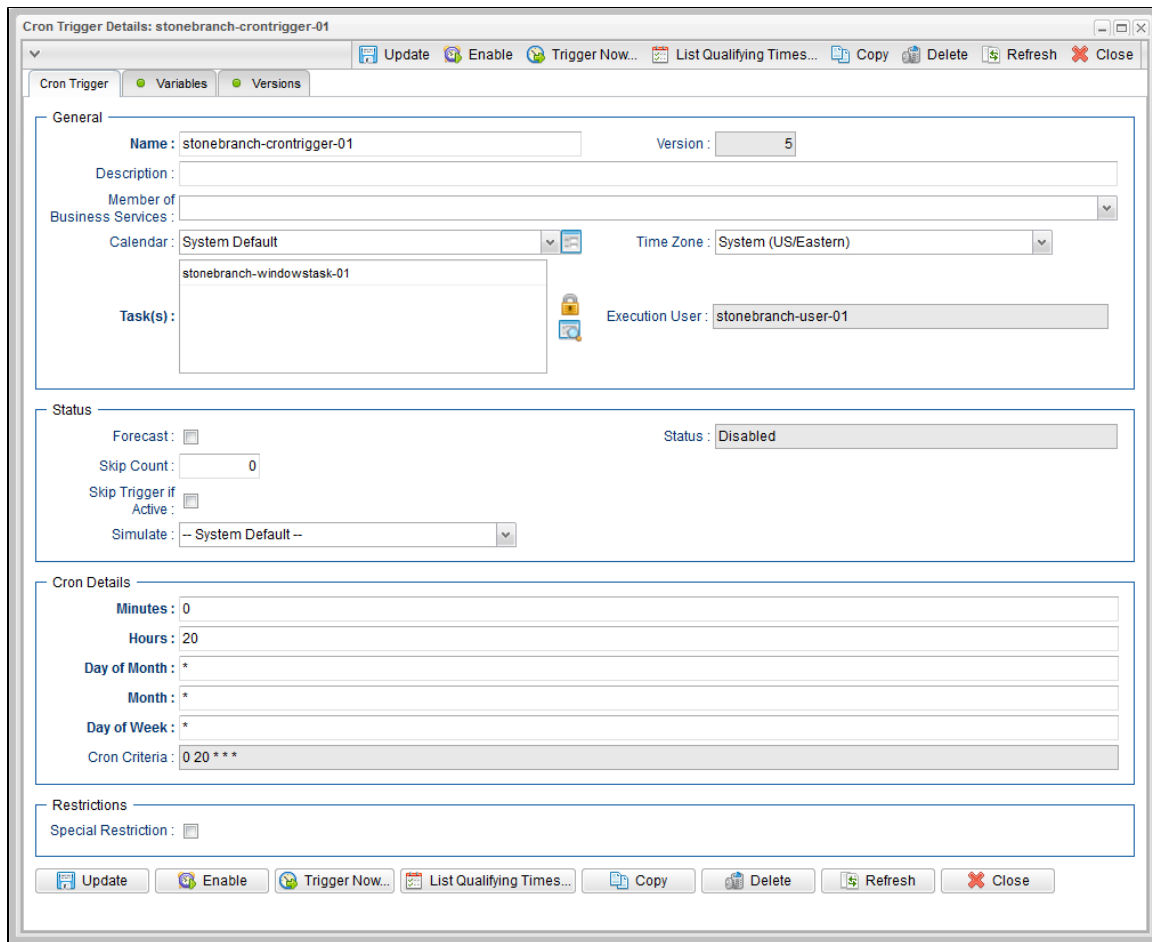 Cron Trigger Details: stonebranch-crontrigger-01
Update Enable Trigger Now... List Qualifying Times... Copy Delete Refresh Close
Cron Trigger Variables Versions
General
Name : stonebranch-crontrigger-01 Version : 5
Description :
Member of
Business Services :
Calendar : System Default Time Zone : System (US/Eastern)
stonebranch-windowstask-01
Task(s) : Execution User : stonebranch-user-01
Status
Forecast : Status : Disabled
Skip Count : 0
Skip Trigger if
Active :
Simulate : -- System Default --
Cron Details
Minutes : 0
Hours : 20
Day of Month : *
Month : *
Day of Week : *
Cron Criteria : 0 20 * * *
Restrictions
Special Restriction :
Update Enable Trigger Now... List Qualifying Times... Copy Delete Refresh Close